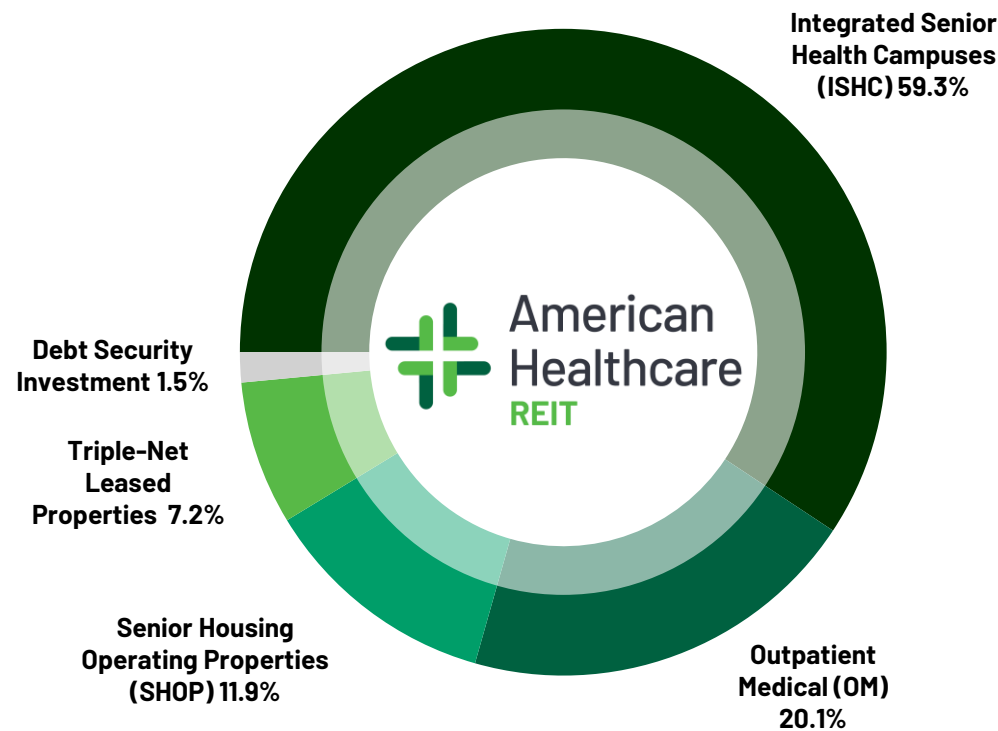 Integrated Senior
Health Campuses
(ISHC) 59.3%
American
Healthcare
REIT
Debt Security
Investment 1.5%
Triple-Net
Leased
Properties 7.2%
Senior Housing
Operating Properties
(SHOP) 11.9%
Outpatient
Medical (OM)
20.1%